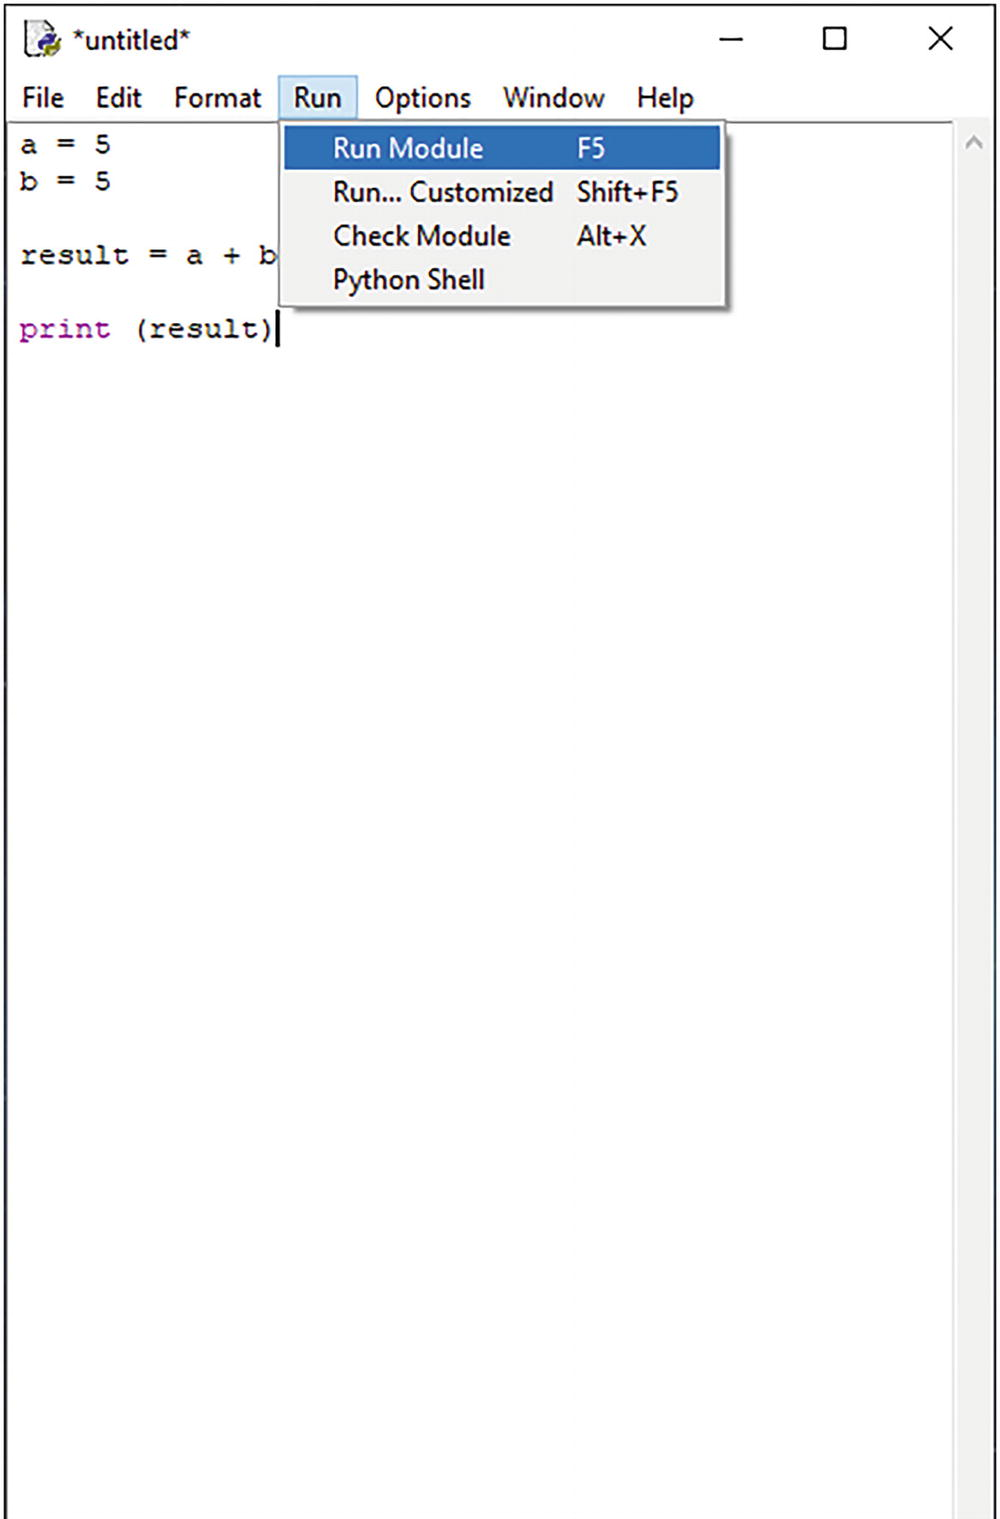 *untitled*
File Edit Format Run Options Window Help
a = 5
b = 5
result = a + b
print (result)
Run Module F5
Run... Customized Shift+F5
Check Module Alt+X
Python Shell